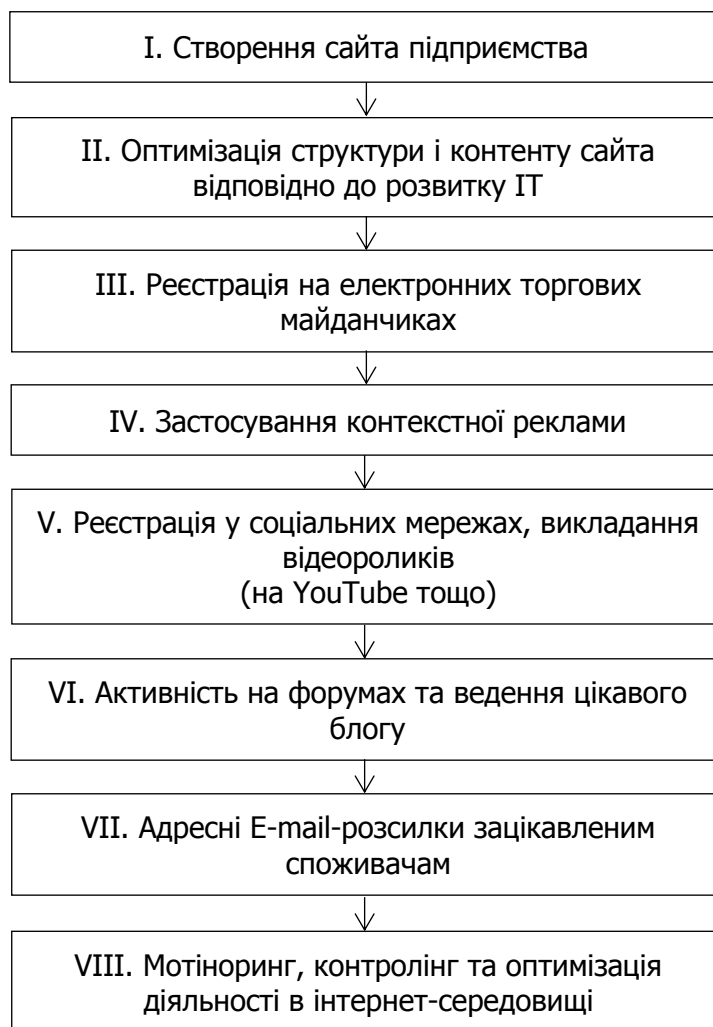 I. Створення сайта підприємства
II. Оптимізація структури і контенту сайта
відповідно до розвитку ІТ
III. Реєстрація на електронних торгових
майданчиках
IV. Застосування контекстної реклами
V. Реєстрація у соціальних мережах, викладання
відеороликів
(на YouTube тощо)
VI. Активність на форумах та ведення цікавого
блогу
VII. Адресні E-mail-розсилки зацікавленим
споживачам
VIII. Мотіноринг, контролінг та оптимізація
діяльності в інтернет-середовищі